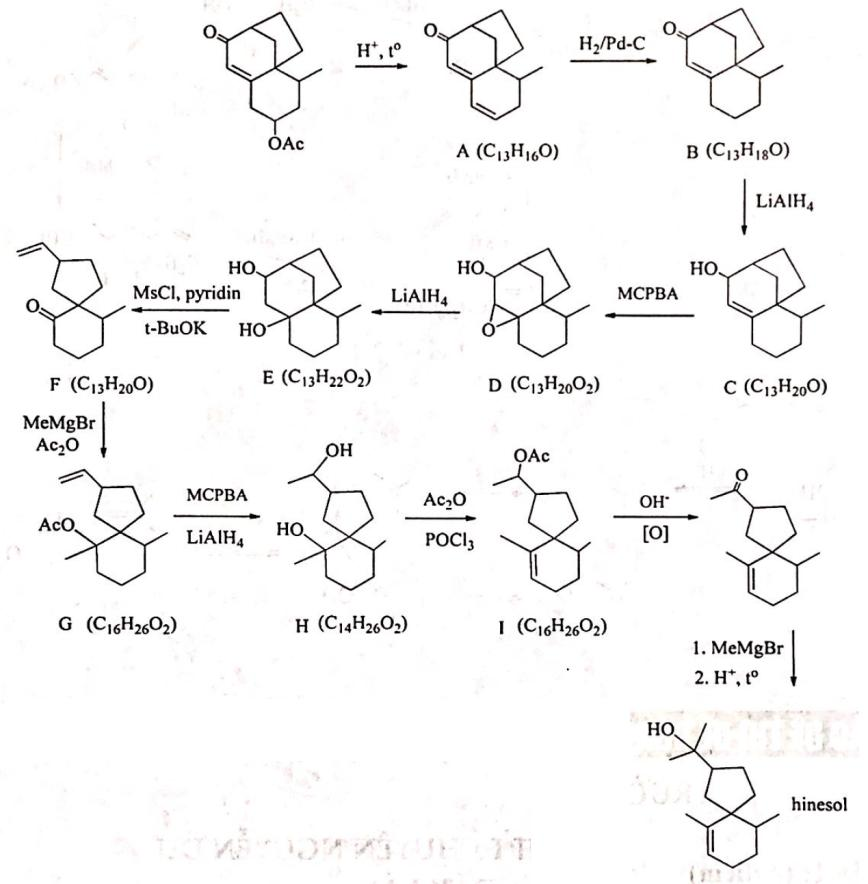 O
H⁺, tº
O
H₂/Pd-C
O
OAc
A (C₁₃H₁₆O)
B (C₁₃H₁₈O)
LiAlH₄
O
MsCl, pyridin
t-BuOK
HO
HO
LiAlH₄
HO
O
MCPBA
HO
F (C₁₃H₂₀O)
E (C₁₃H₂₂O₂)
D (C₁₃H₂₀O₂)
C (C₁₃H₂₀O)
MeMgBr
Ac₂O
AcO
MCPBA
LiAlH₄
OH
HO
Ac₂O
POCl₃
OAc
OH⁻
[O]
O
G (C₁₆H₂₆O₂)
H (C₁₄H₂₆O₂)
I (C₁₆H₂₆O₂)
1. MeMgBr
2. H⁺, tº
HO
hinesol